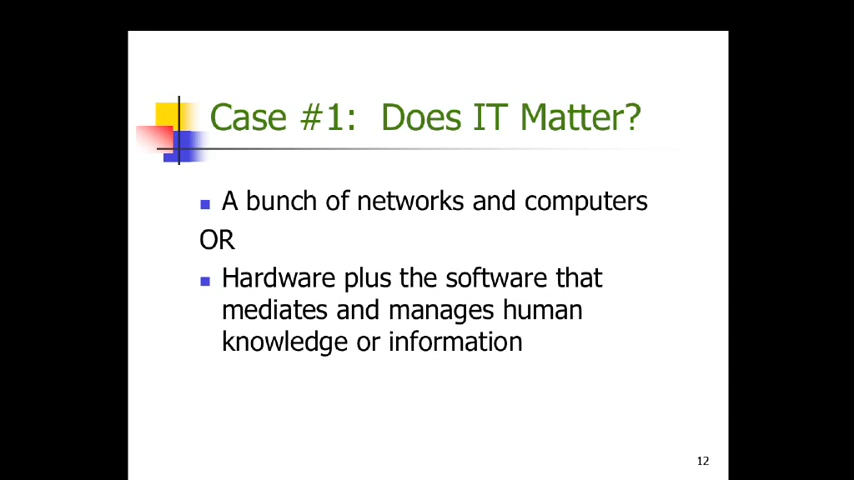 Case #1: Does IT Matter?
A bunch of networks and computers
OR
Hardware plus the software that
mediates and manages human
knowledge or information
12